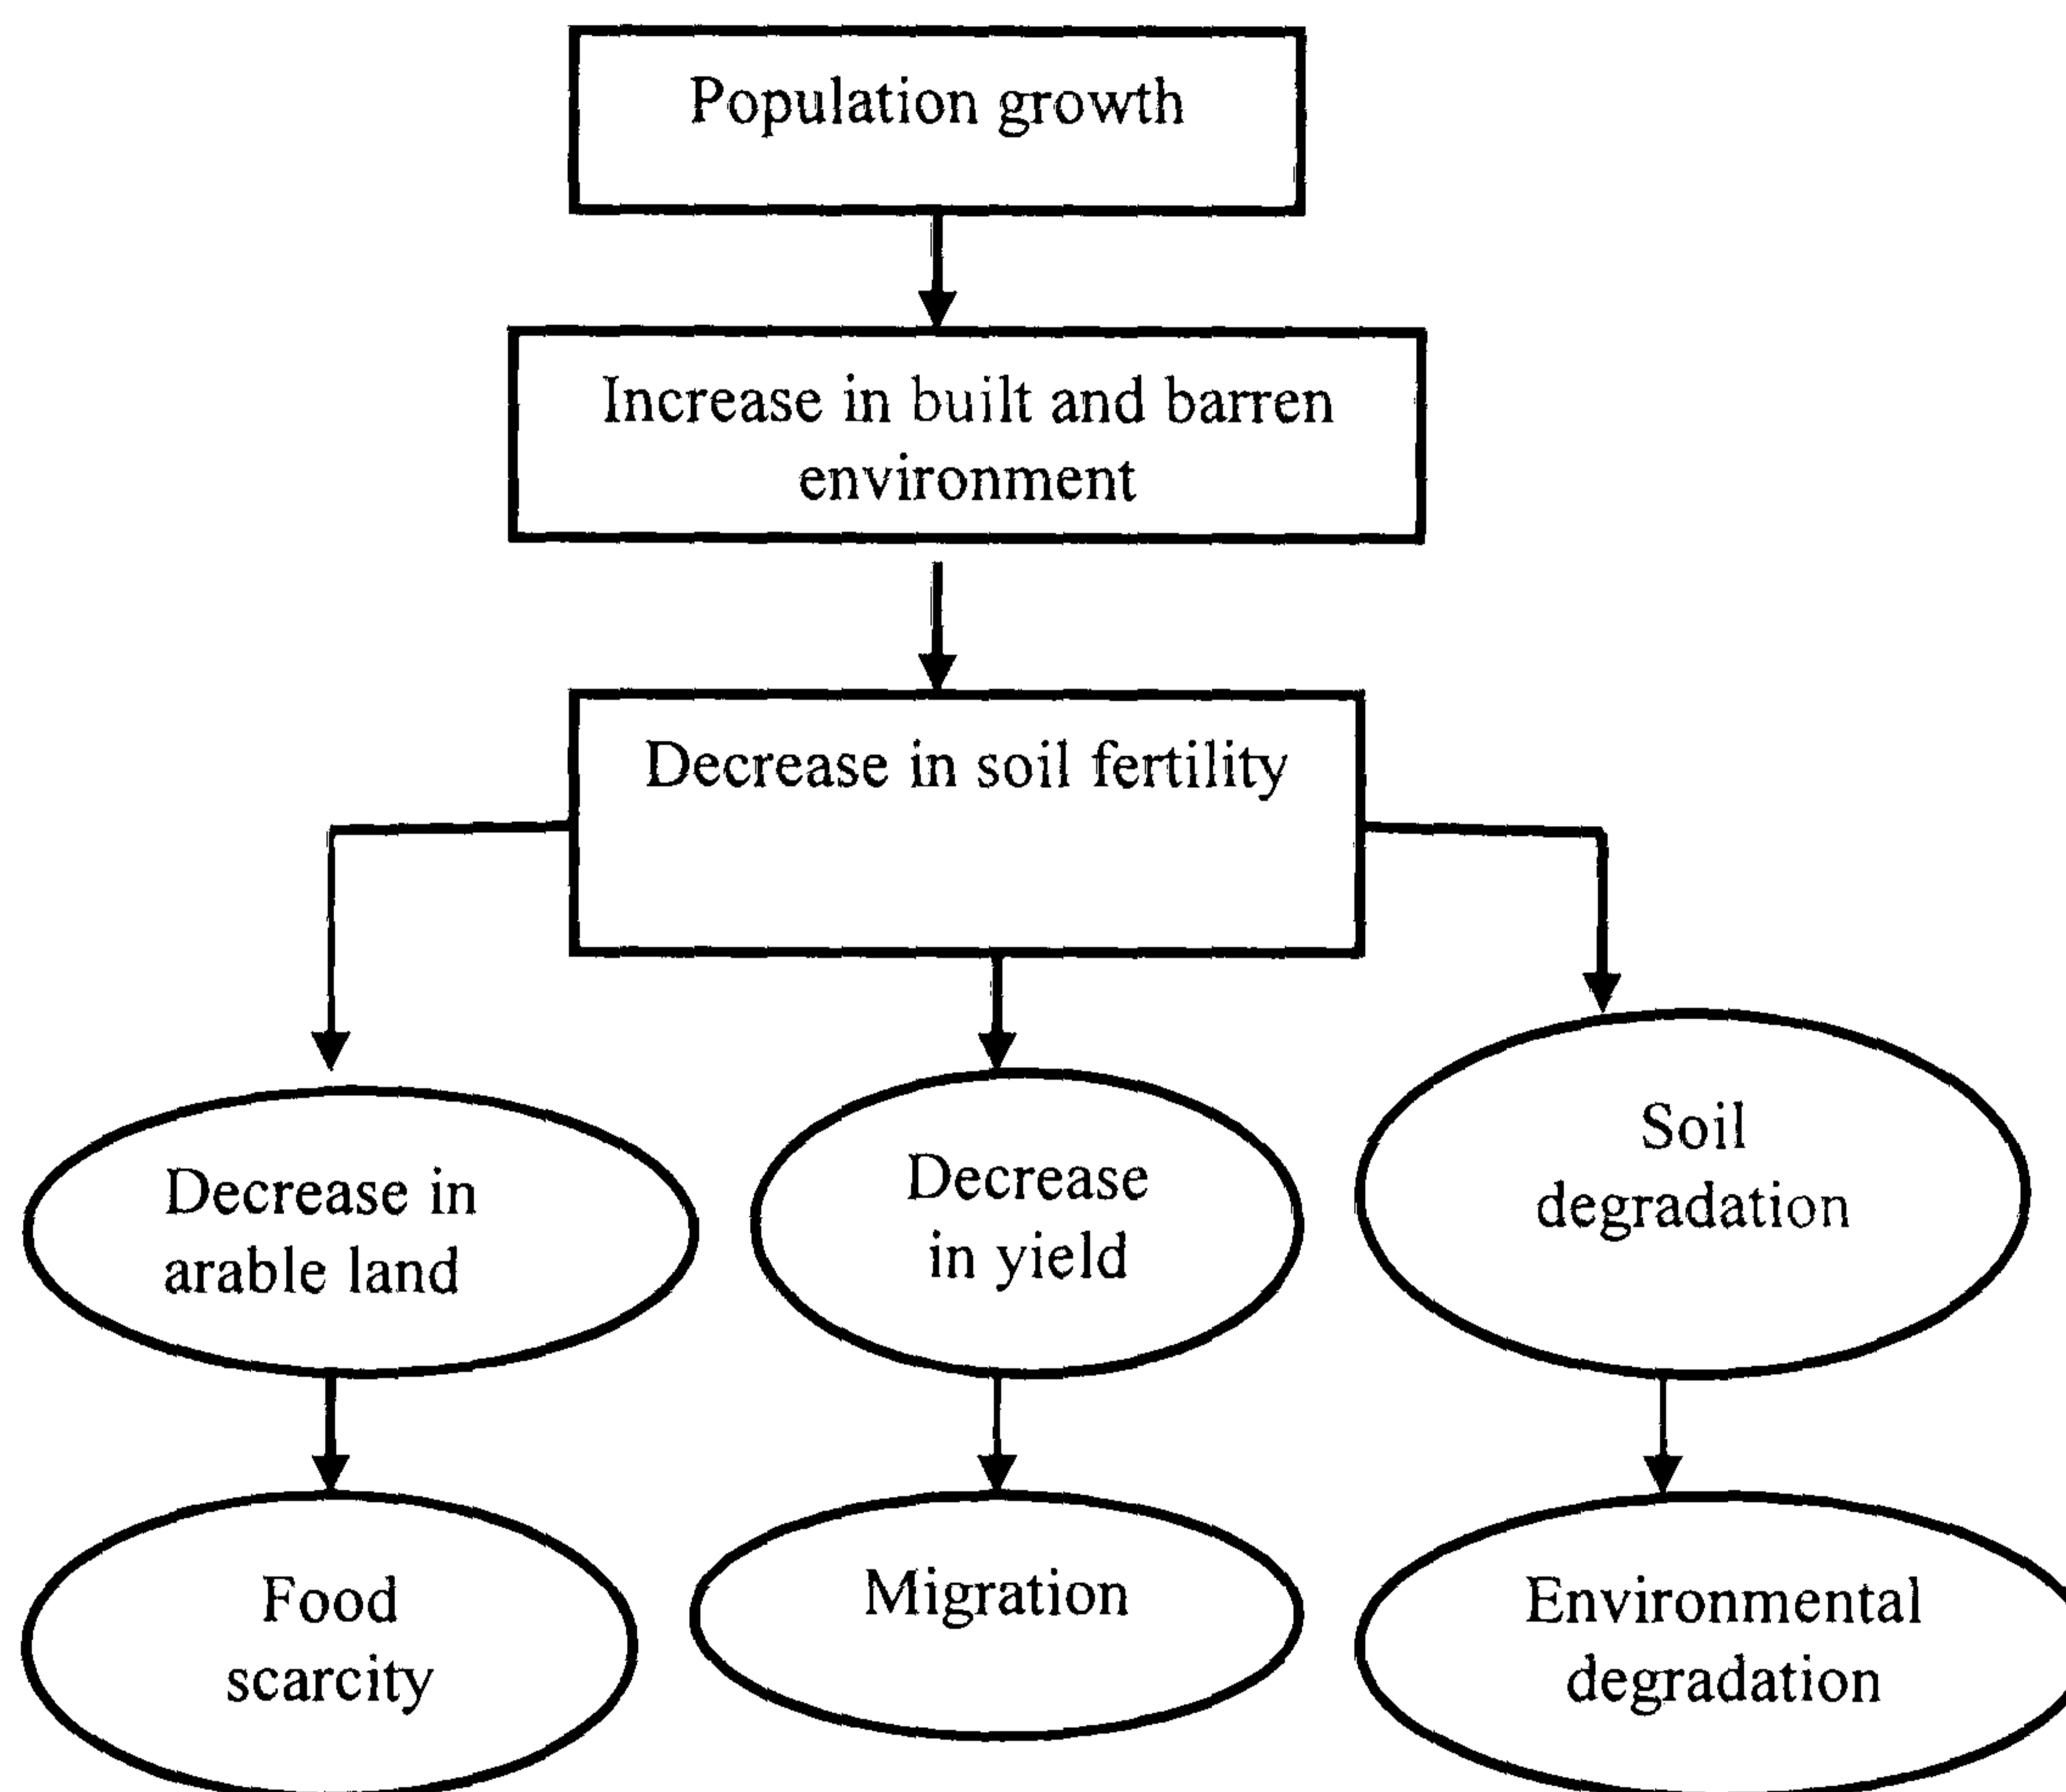 Population growth
Increase in built and barren
environment
Decrease in soil fertility
Decrease in
arable land
Decrease
in yield
Soil
degradation
Food
scarcity
Migration
Environmental
degradation